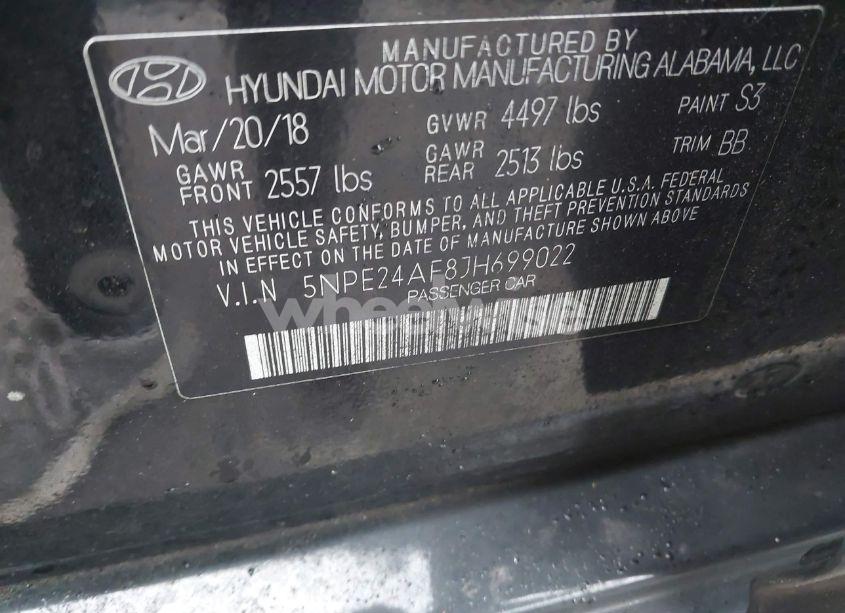 MANUFACTURED BY
HYUNDAI MOTOR MANUFACTURING ALABAMA, LLC
Mar/20/18 GVWR 4497 lbs PAINT S3
GAWR FRONT 2557 lbs GAWR REAR 2513 lbs TRIM BB
THIS VEHICLE CONFORMS TO ALL APPLICABLE U.S.A. FEDERAL
MOTOR VEHICLE SAFETY, BUMPER, AND THEFT PREVENTION STANDARDS
IN EFFECT ON THE DATE OF MANUFACTURE SHOWN ABOVE
V.I.N 5NPE24AF8JH699022
PASSENGER CAR